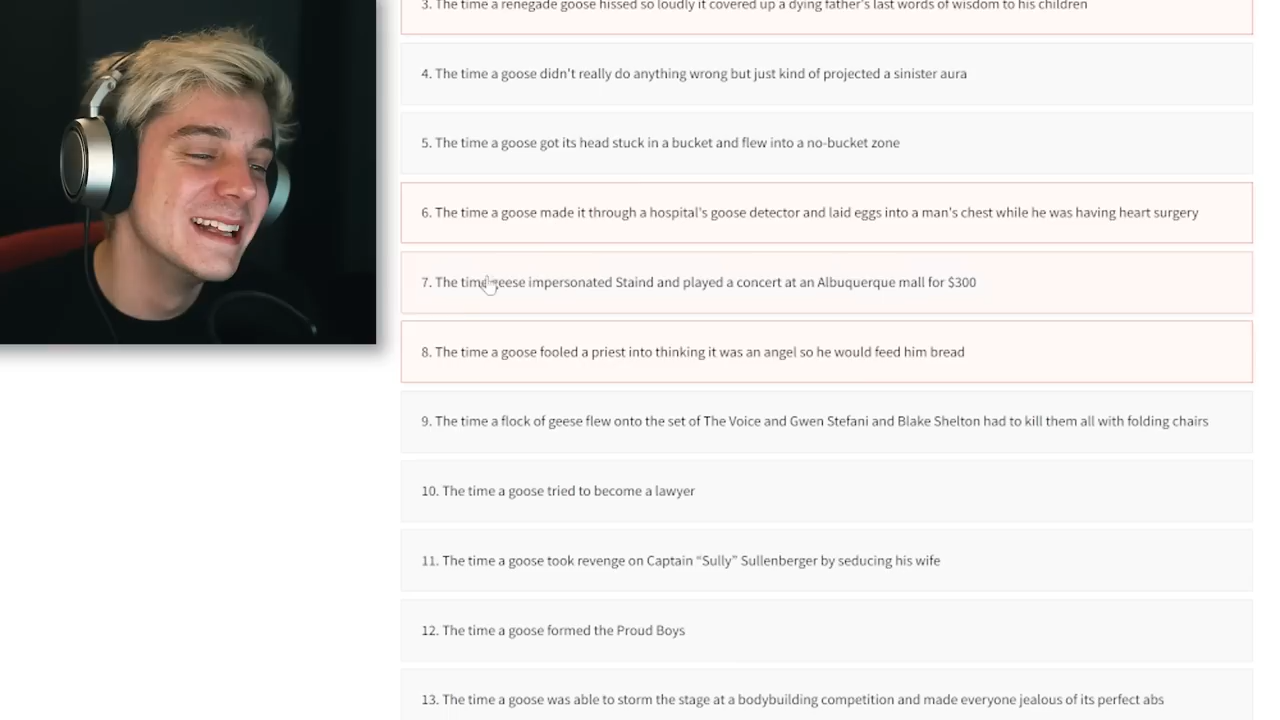 3. The time a renegade goose hissed so loudly it covered up a dying father's last words of wisdom to his children
4. The time a goose didn't really do anything wrong but just kind of projected a sinister aura
5. The time a goose got its head stuck in a bucket and flew into a no-bucket zone
6. The time a goose made it through a hospital's goose detector and laid eggs into a man's chest while he was having heart surgery
7. The time geese impersonated Staind and played a concert at an Albuquerque mall for $300
8. The time a goose fooled a priest into thinking it was an angel so he would feed him bread
9. The time a flock of geese flew onto the set of The Voice and Gwen Stefani and Blake Shelton had to kill them all with folding chairs
10. The time a goose tried to become a lawyer
11. The time a goose took revenge on Captain “Sully” Sullenberger by seducing his wife
12. The time a goose formed the Proud Boys
13. The time a goose was able to storm the stage at a bodybuilding competition and made everyone jealous of its perfect abs